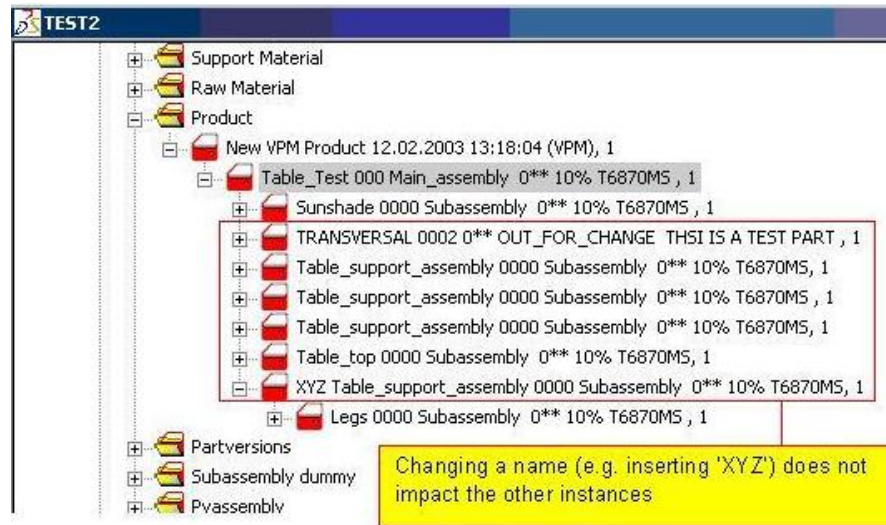 TEST2
Support Material
Raw Material
Product
New VPM Product 12.02.2003 13:18:04 (VPM), 1
Table_Test 000 Main_assembly 0** 10% T6870MS , 1
Sunshade 0000 Subassembly 0** 10% T6870MS , 1
TRANSVERSAL 0002 0** OUT_FOR_CHANGE THSI IS A TEST PART , 1
Table_support_assembly 0000 Subassembly 0** 10% T6870MS, 1
Table_support_assembly 0000 Subassembly 0** 10% T6870MS , 1
Table_support_assembly 0000 Subassembly 0** 10% T6870MS, 1
Table_top 0000 Subassembly 0** 10% T6870MS, 1
XYZ Table_support_assembly 0000 Subassembly 0** 10% T6870MS, 1
Legs 0000 Subassembly 0** 10% T6870MS , 1
Partversions
Subassembly dummy
Pvassembly
Changing a name (e.g. inserting 'XYZ') does not
impact the other instances